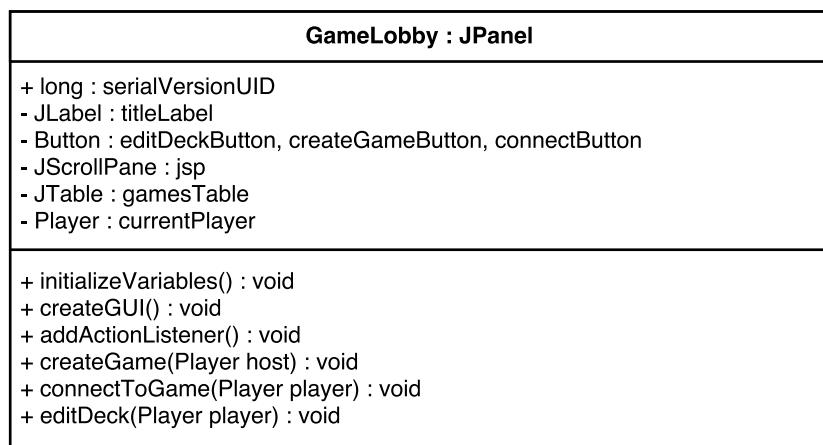 GameLobby : JPanel
+ long : serialVersionUID
- JLabel : titleLabel
- Button : editDeckButton, createGameButton, connectButton
- JScrollPane : jsp
- JTable : gamesTable
- Player : currentPlayer
+ initializeVariables() : void
+ createGUI() : void
+ addActionListener() : void
+ createGame(Player host) : void
+ connectToGame(Player player) : void
+ editDeck(Player player) : void